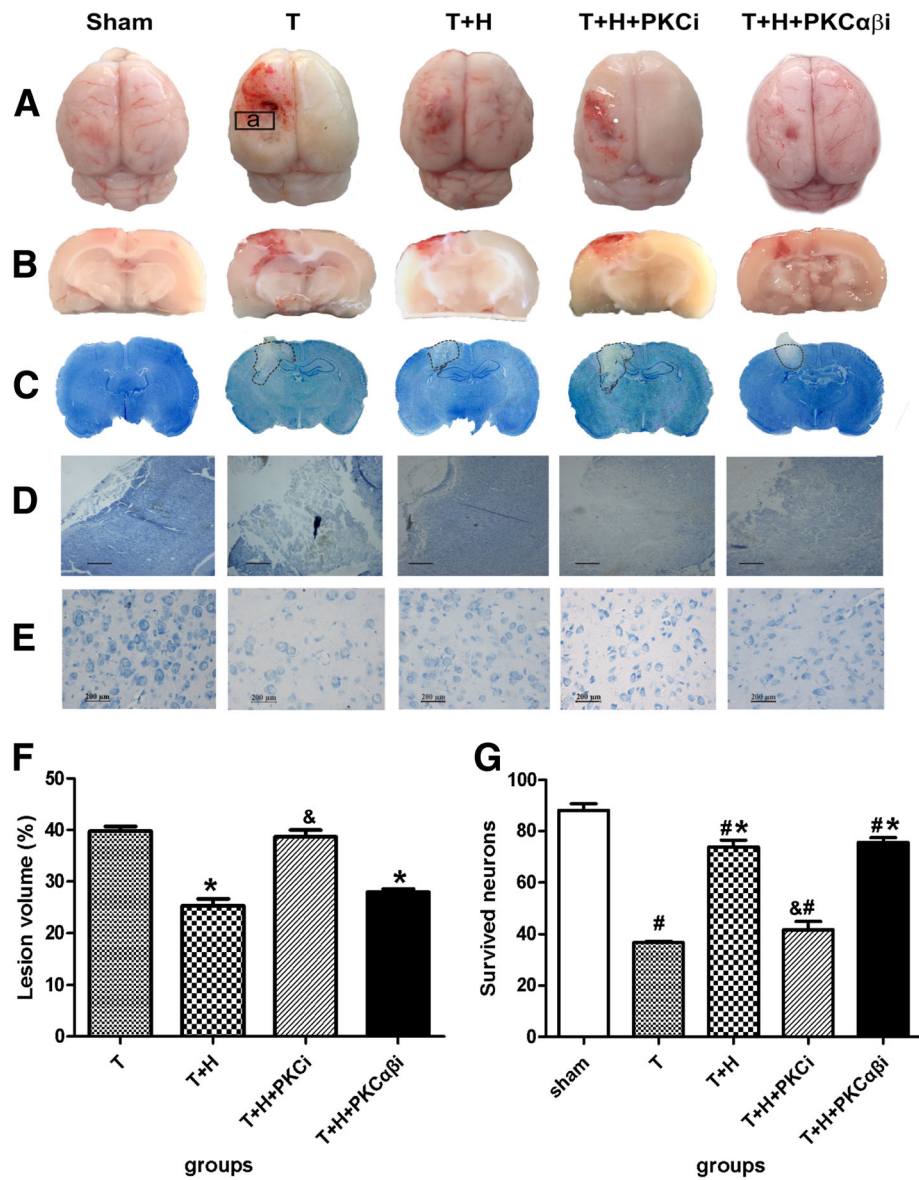 Sham T T+H T+H+PKCi T+H+PKCαβi
A
a
B
C
D
E
200 μm 200 μm 200 μm 200 μm 200 μm
F
50
40
30
20
10
0
Lesion volume (%)
*
&
*
T T+H T+H+PKCi T+H+PKCαβi
groups
G
100
80
60
40
20
0
Survived neurons
#
#*
&#
#*
sham T T+H T+H+PKCi T+H+PKCαβi
groups